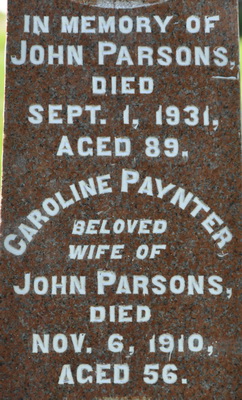 IN MEMORY OF
JOHN PARSONS,
DIED
SEPT. 1, 1931,
AGED 89.
CAROLINE PAYNTER,
BELOVED
WIFE OF
JOHN PARSONS,
DIED
NOV. 6, 1910,
AGED 56.